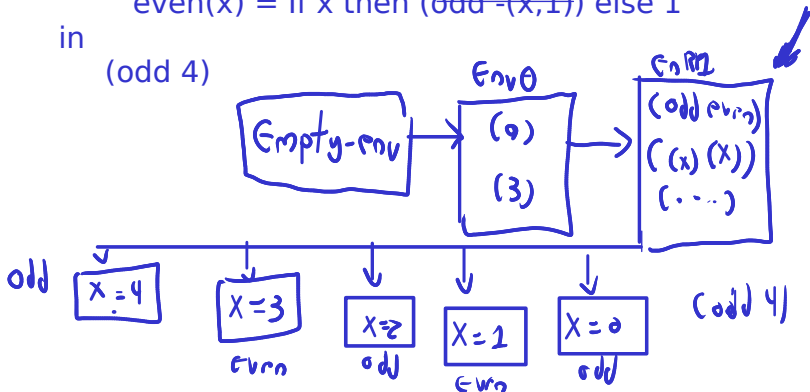 even(x) = if x then (odd -(x,1)) else 1
in
(odd 4)
Empty-env
Env0
(0)
(3)
EnR1
(odd even)
((x) (x))
(....)
odd
x=4
x=3
even
x=2
odd
x=1
even
x=0
odd
(odd 4)